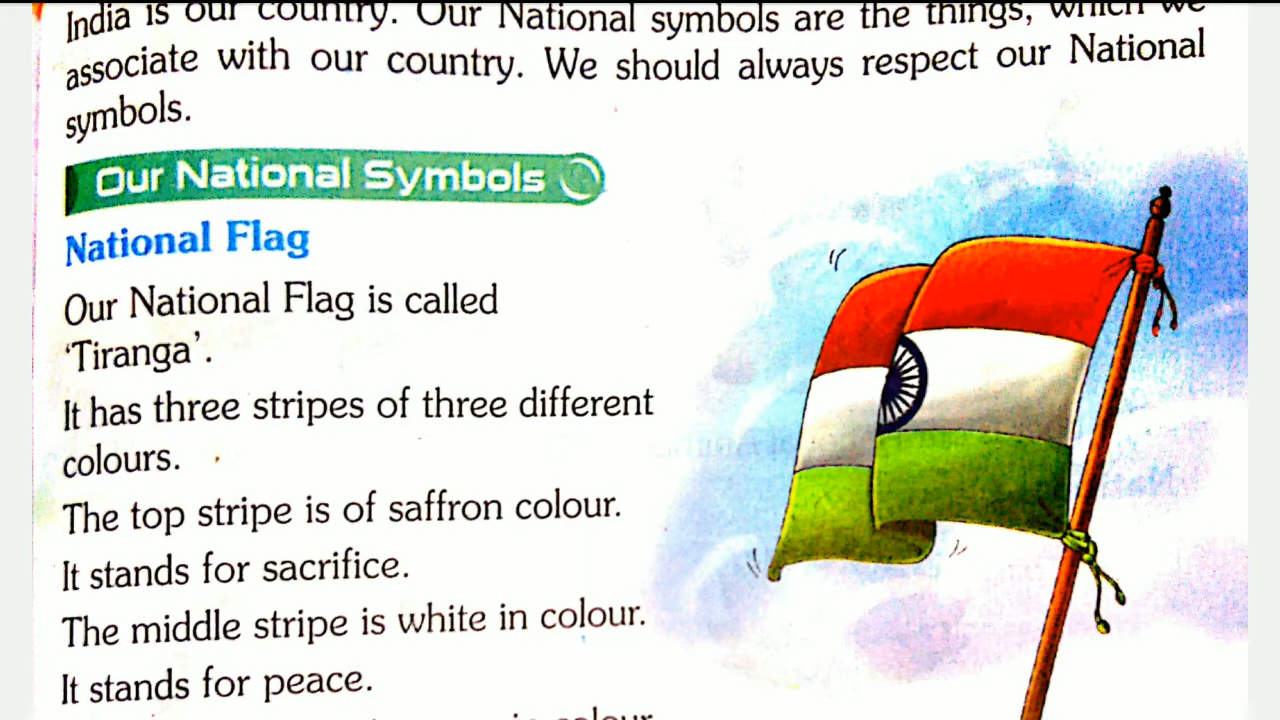 India is our country. Our National symbols are the things, which we
associate with our country. We should always respect our National
symbols.
Our National Symbols
National Flag
Our National Flag is called
'Tiranga'.
It has three stripes of three different
colours.
The top stripe is of saffron colour.
It stands for sacrifice.
The middle stripe is white in colour.
It stands for peace.
in colour